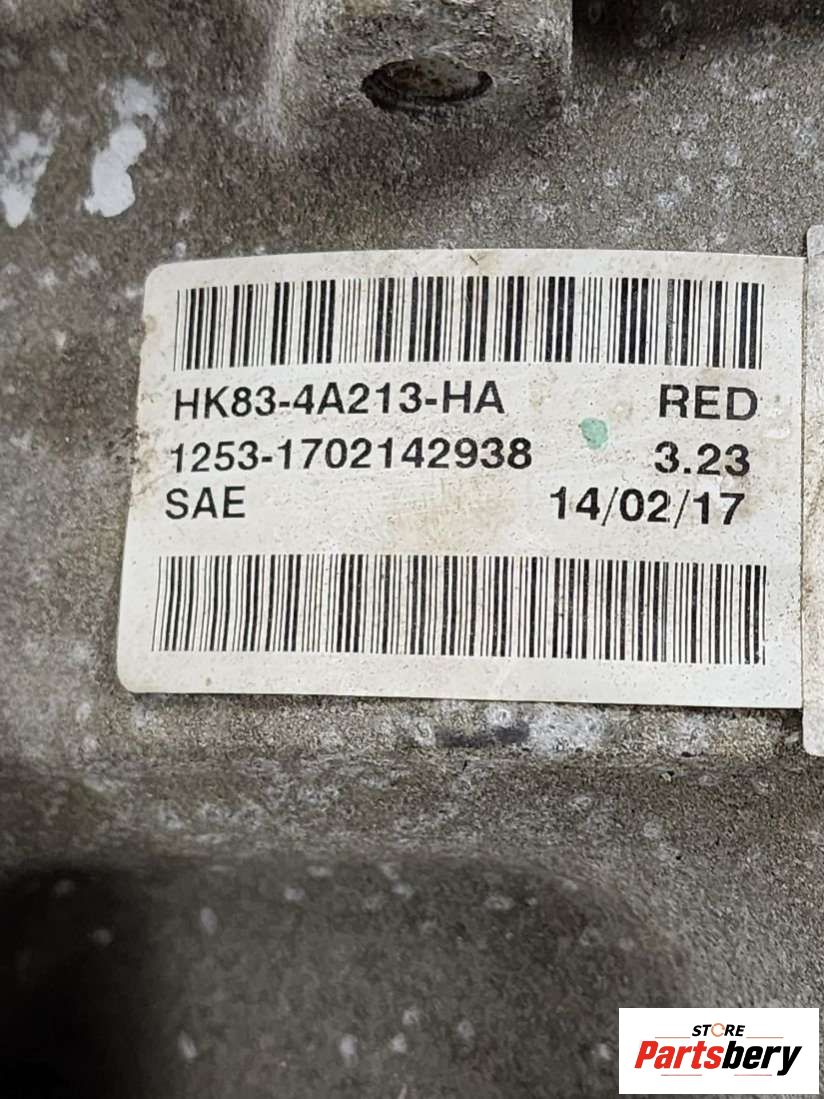 HK83-4A213-HA RED
1253-1702142938 3.23
SAE 14/02/17
STORE
Partsbery